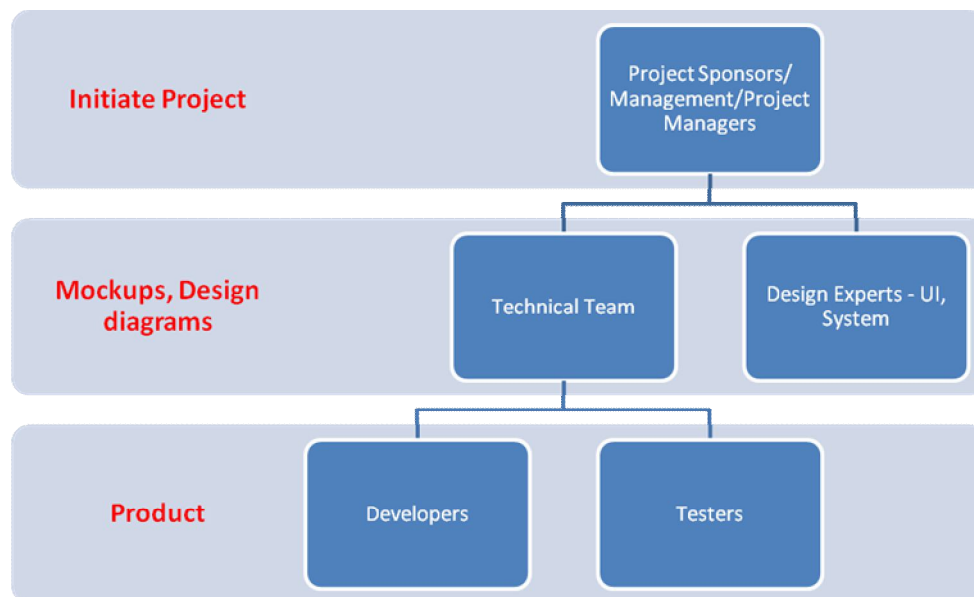 Initiate Project
Project Sponsors/
Management/Project
Managers
Mockups, Design
diagrams
Technical Team
Design Experts - UI,
System
Product
Developers
Testers